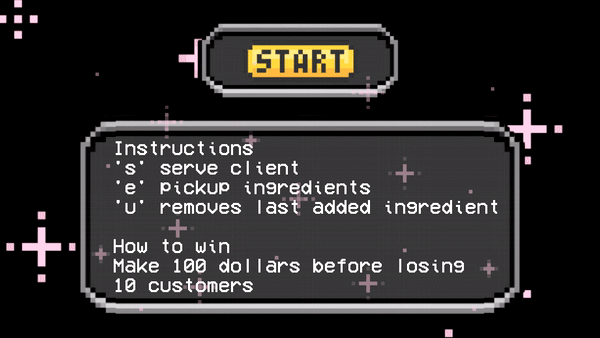 START
Instructions
's' serve client
'e' pickup ingredients
'u' removes last added ingredient
How to win
Make 100 dollars before losing
10 customers